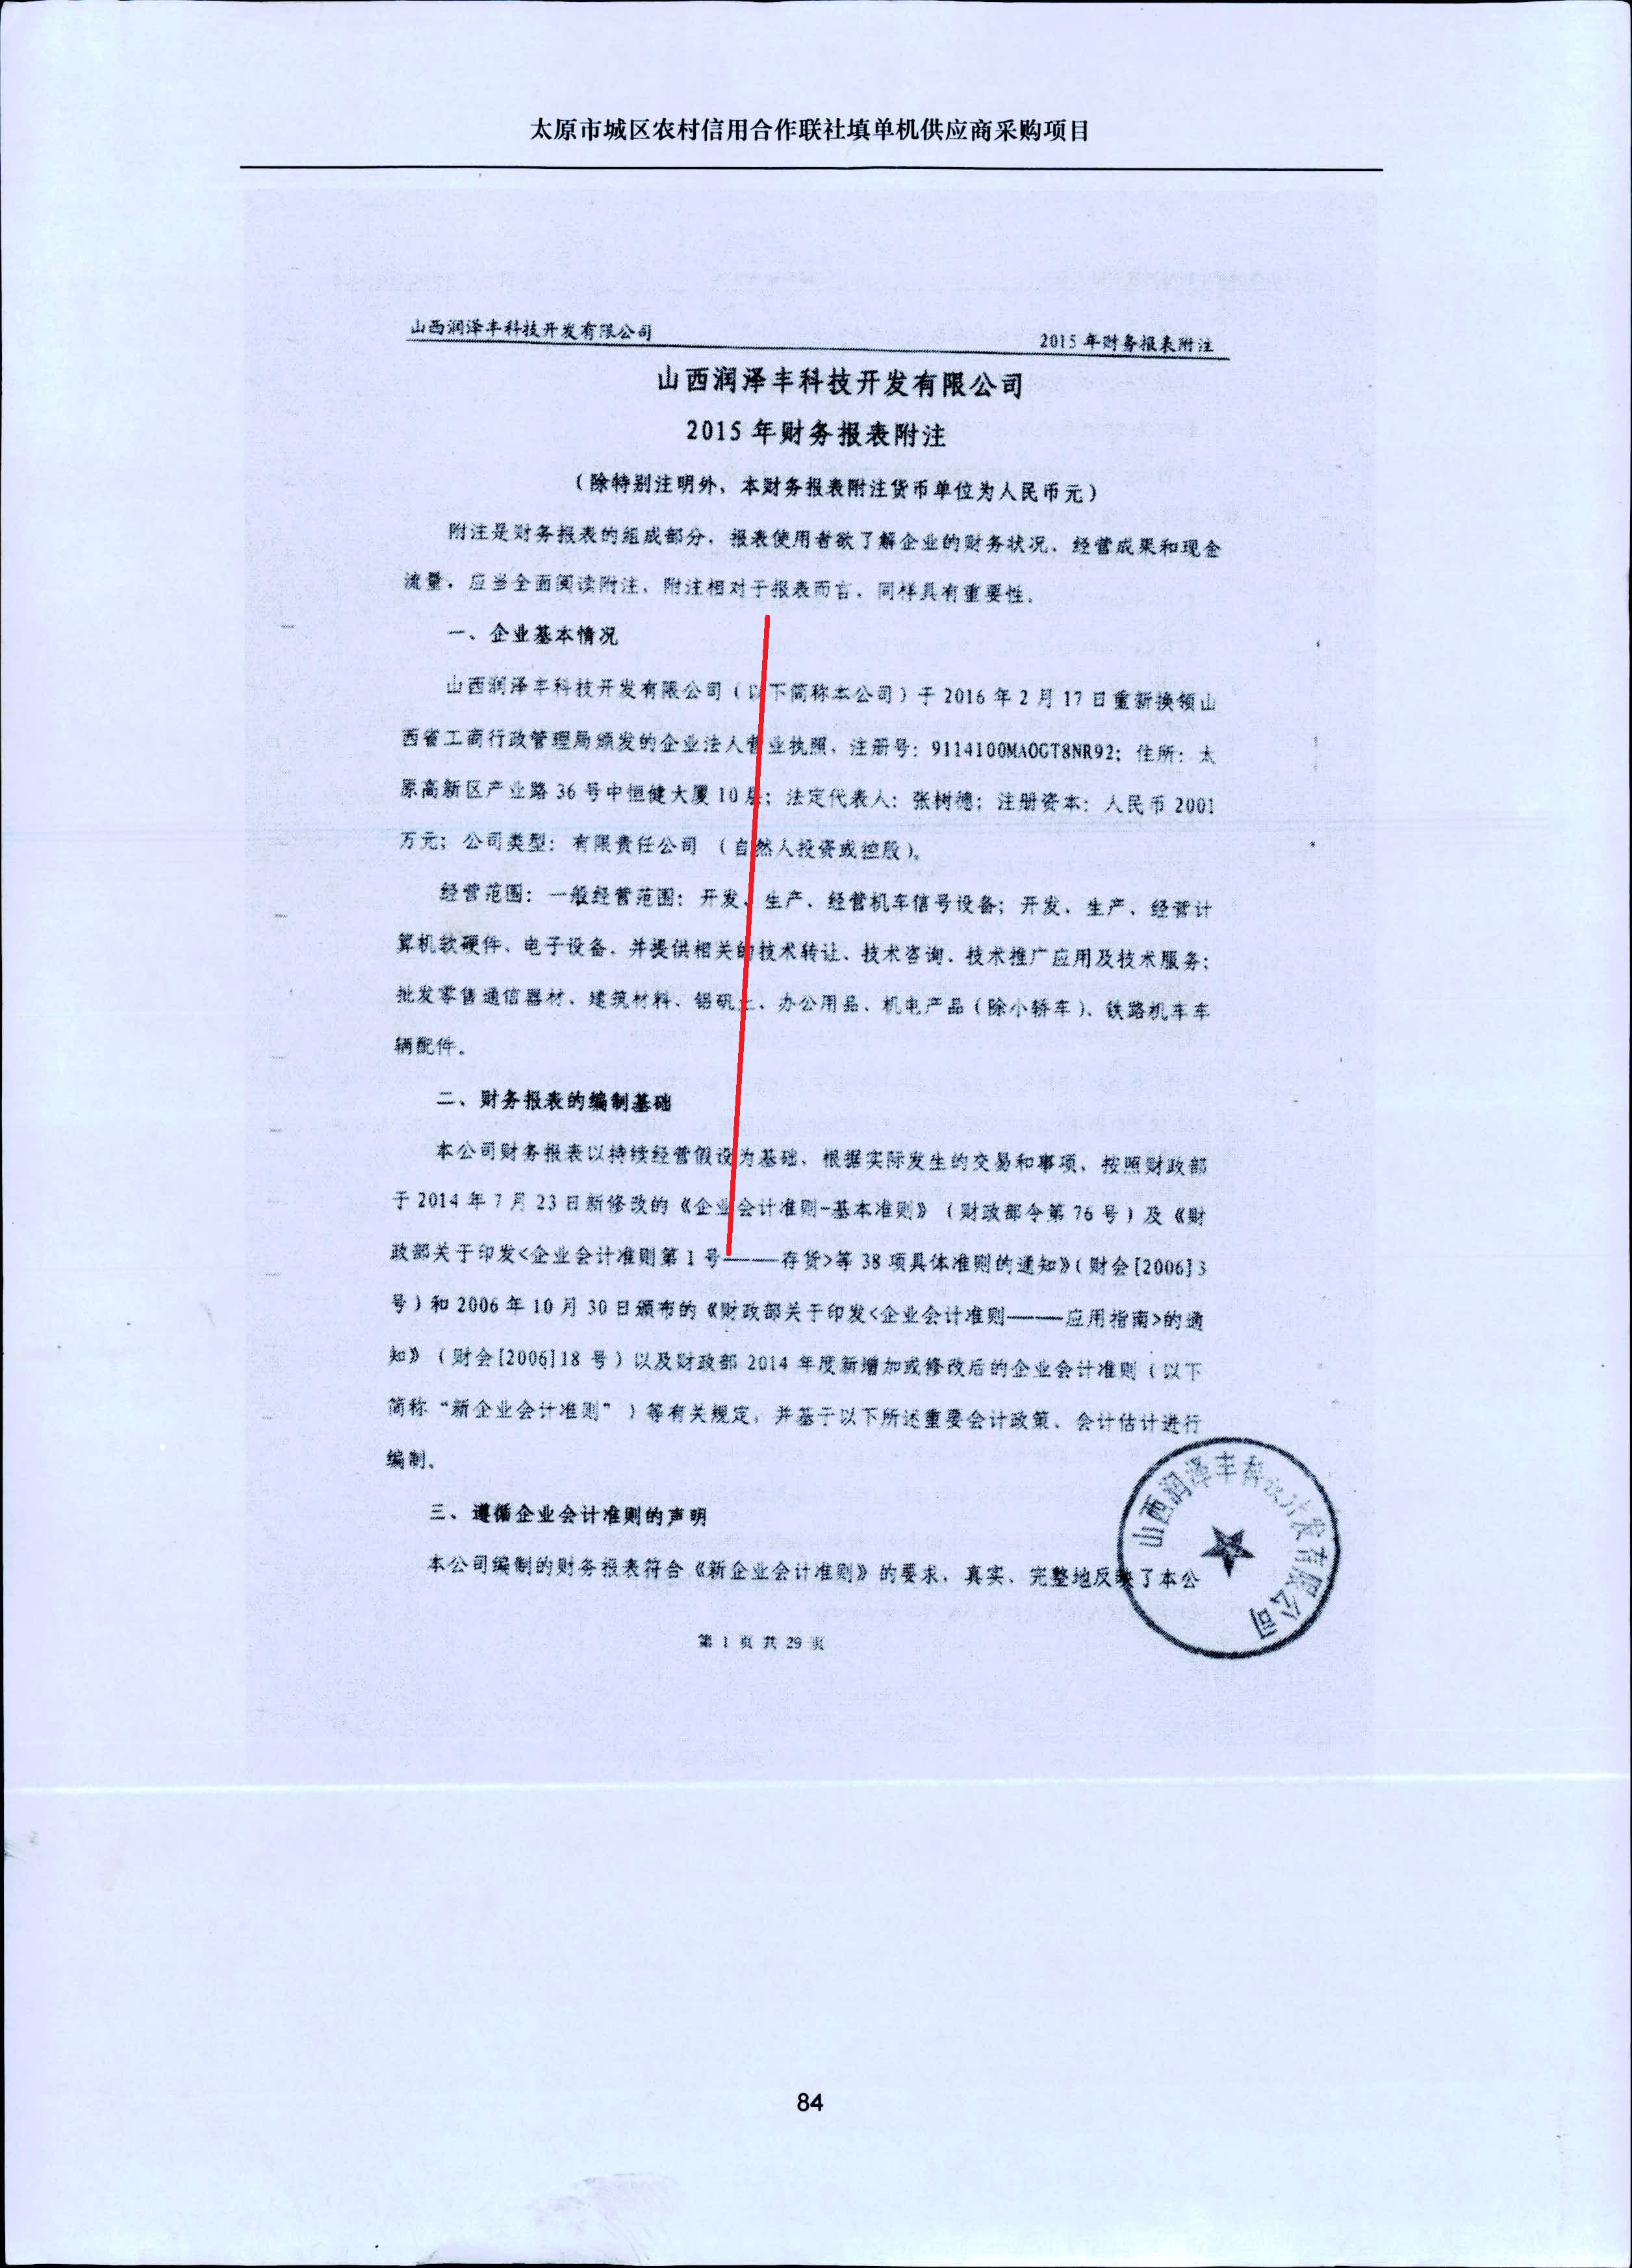 太原市城区农村信用合作联社填单机供应商采购项目
山西润泽丰科技开发有限公司 2015 年财务报表附注
山西润泽丰科技开发有限公司
2015 年财务报表附注
（除特别注明外，本财务报表附注货币单位为人民币元）
附注是财务报表的组成部分，报表使用者欲了解企业的财务状况、经营成果和现金
流量，应当全面阅读附注，附注相对于报表而言，同样具有重要性。
一、企业基本情况
山西润泽丰科技开发有限公司（以下简称本公司）于 2016 年 2 月 17 日重新换领山
西省工商行政管理局颁发的企业法人营业执照，注册号：9114100MA0GT8NR92；住所：太
原高新区产业路 36 号中恒健大厦 10 层；法定代表人：张树德；注册资本：人民币 2001
万元；公司类型：有限责任公司 （自然人投资或控股）。
经营范围：一般经营范围：开发、生产、经营机车信号设备；开发、生产、经营计
算机软硬件、电子设备，并提供相关的技术转让、技术咨询、技术推广应用及技术服务；
批发零售通信器材、建筑材料、铝矾土、办公用品、机电产品（除小轿车）、铁路机车车
辆配件。
二、财务报表的编制基础
本公司财务报表以持续经营假设为基础，根据实际发生的交易和事项，按照财政部
于 2014 年 7 月 23 日新修改的《企业会计准则-基本准则》（财政部令第 76 号）及《财
政部关于印发<企业会计准则第 1 号———存货>等 38 项具体准则的通知》（财会[2006]3
号）和 2006 年 10 月 30 日颁布的《财政部关于印发<企业会计准则———应用指南>的通
知》（财会[2006]18 号）以及财政部 2014 年度新增加或修改后的企业会计准则（以下
简称“新企业会计准则”）等有关规定，并基于以下所述重要会计政策、会计估计进行
编制。
三、遵循企业会计准则的声明
本公司编制的财务报表符合《新企业会计准则》的要求，真实、完整地反映了本公
山西润泽丰科技开发有限公司
第 1 页 共 29 页
84